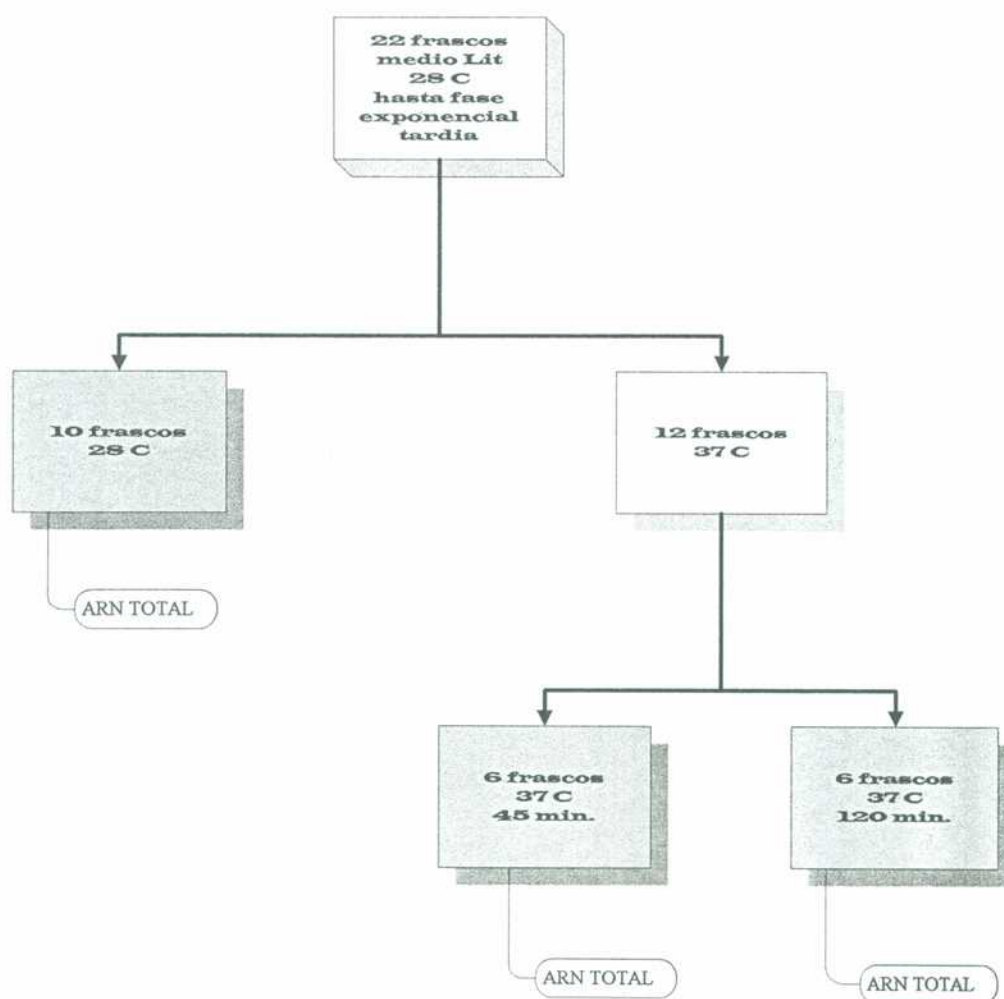 22 frascos
medio Lit
28 C
hasta fase
exponencial
tardia
10 frascos
28 C
12 frascos
37 C
ARN TOTAL
6 frascos
37 C
45 min.
6 frascos
37 C
120 min.
ARN TOTAL
ARN TOTAL